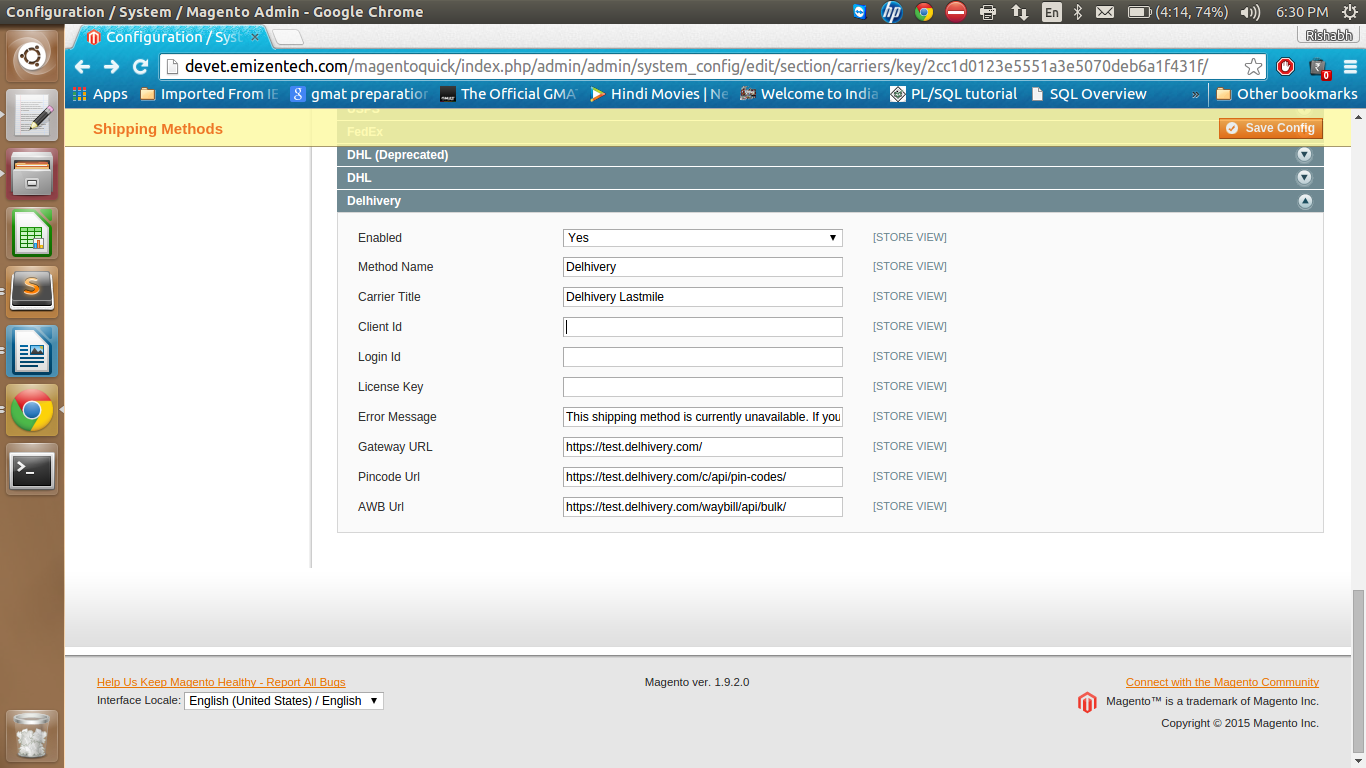 Configuration / System / Magento Admin - Google Chrome
En
(4:14, 74%)
6:30 PM
Configuration / Syst
Rishabh
devet.emizentech.com/magentoquick/index.php/admin/admin/system_config/edit/section/carriers/key/2cc1d0123e5551a3e5070deb6a1f431f/
0
Apps
Imported From IE
gmat preparation
The Official GMA
Hindi Movies | Ne
Welcome to India
PL/SQL tutorial
SQL Overview
»
Other bookmarks
Shipping Methods
FedEx
Save Config
DHL (Deprecated)
DHL
Delhivery
Enabled
Yes
[STORE VIEW]
Method Name
Delhivery
[STORE VIEW]
Carrier Title
Delhivery Lastmile
[STORE VIEW]
Client Id
[STORE VIEW]
Login Id
[STORE VIEW]
License Key
[STORE VIEW]
Error Message
This shipping method is currently unavailable. If you
[STORE VIEW]
Gateway URL
https://test.delhivery.com/
[STORE VIEW]
Pincode Url
https://test.delhivery.com/c/api/pin-codes/
[STORE VIEW]
AWB Url
https://test.delhivery.com/waybill/api/bulk/
[STORE VIEW]
Help Us Keep Magento Healthy - Report All Bugs
Interface Locale: English (United States) / English
Magento ver. 1.9.2.0
Connect with the Magento Community
Magento™ is a trademark of Magento Inc.
Copyright © 2015 Magento Inc.